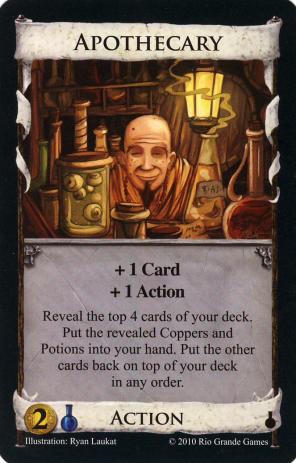 APOTHECARY
+1 Card
+1 Action
Reveal the top 4 cards of your deck.
Put the revealed Coppers and
Potions into your hand. Put the other
cards back on top of your deck
in any order.
2
ACTION
Illustration: Ryan Laukat
© 2010 Rio Grande Games